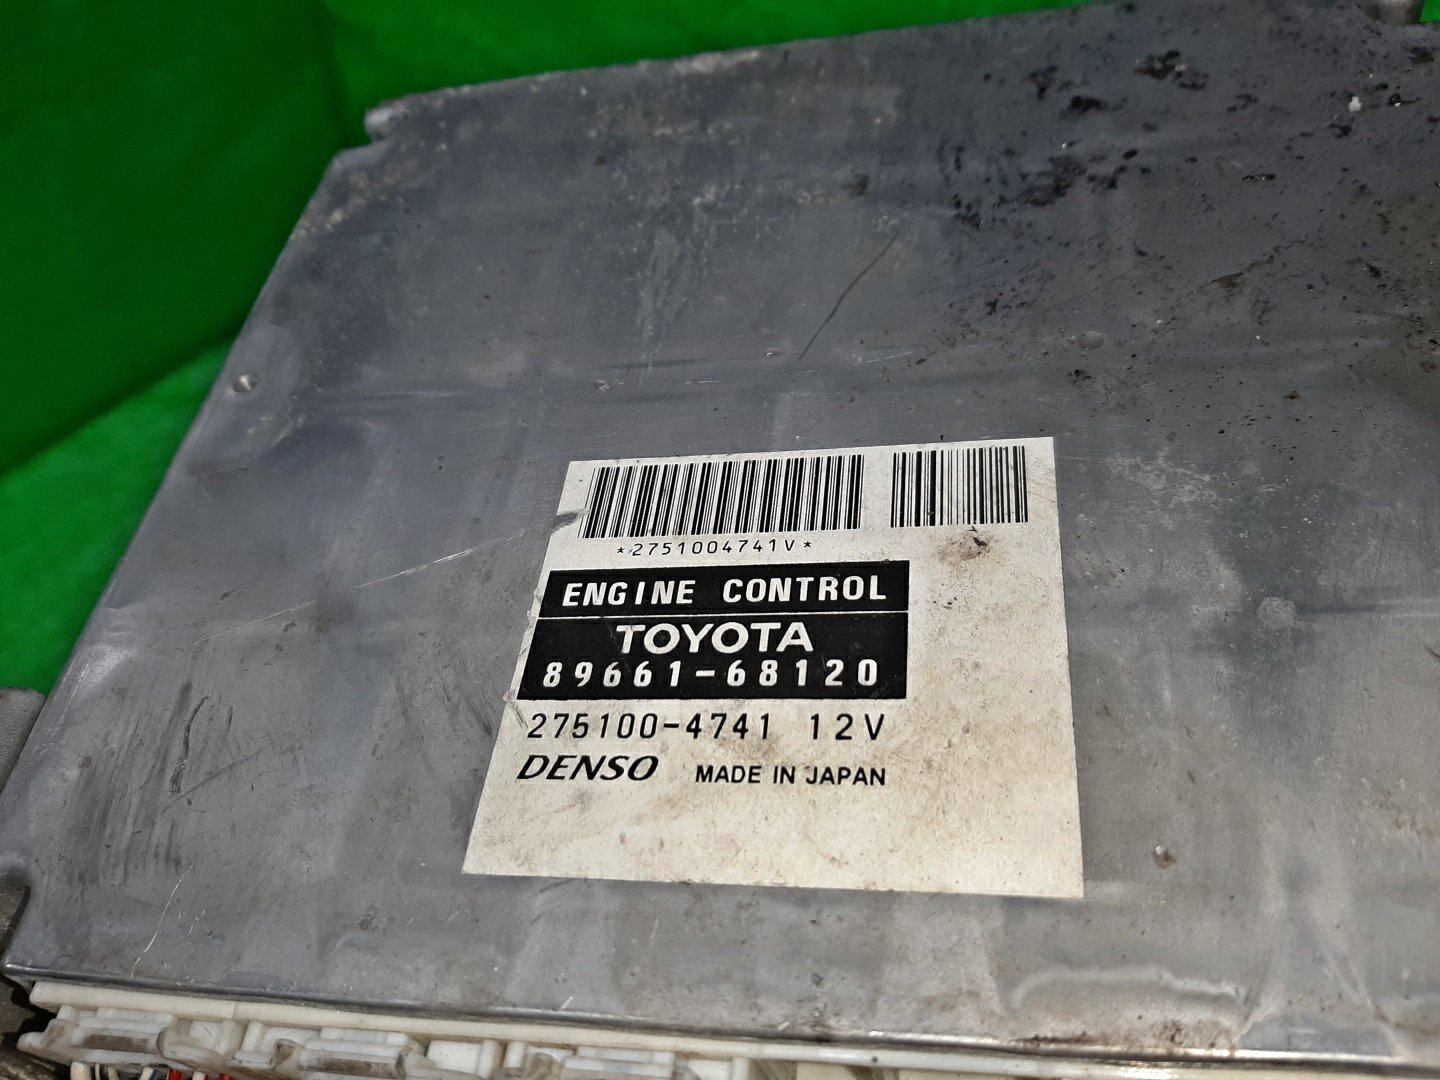 *2751004741V*
ENGINE CONTROL
TOYOTA
89661-68120
275100-4741 12V
DENSO MADE IN JAPAN